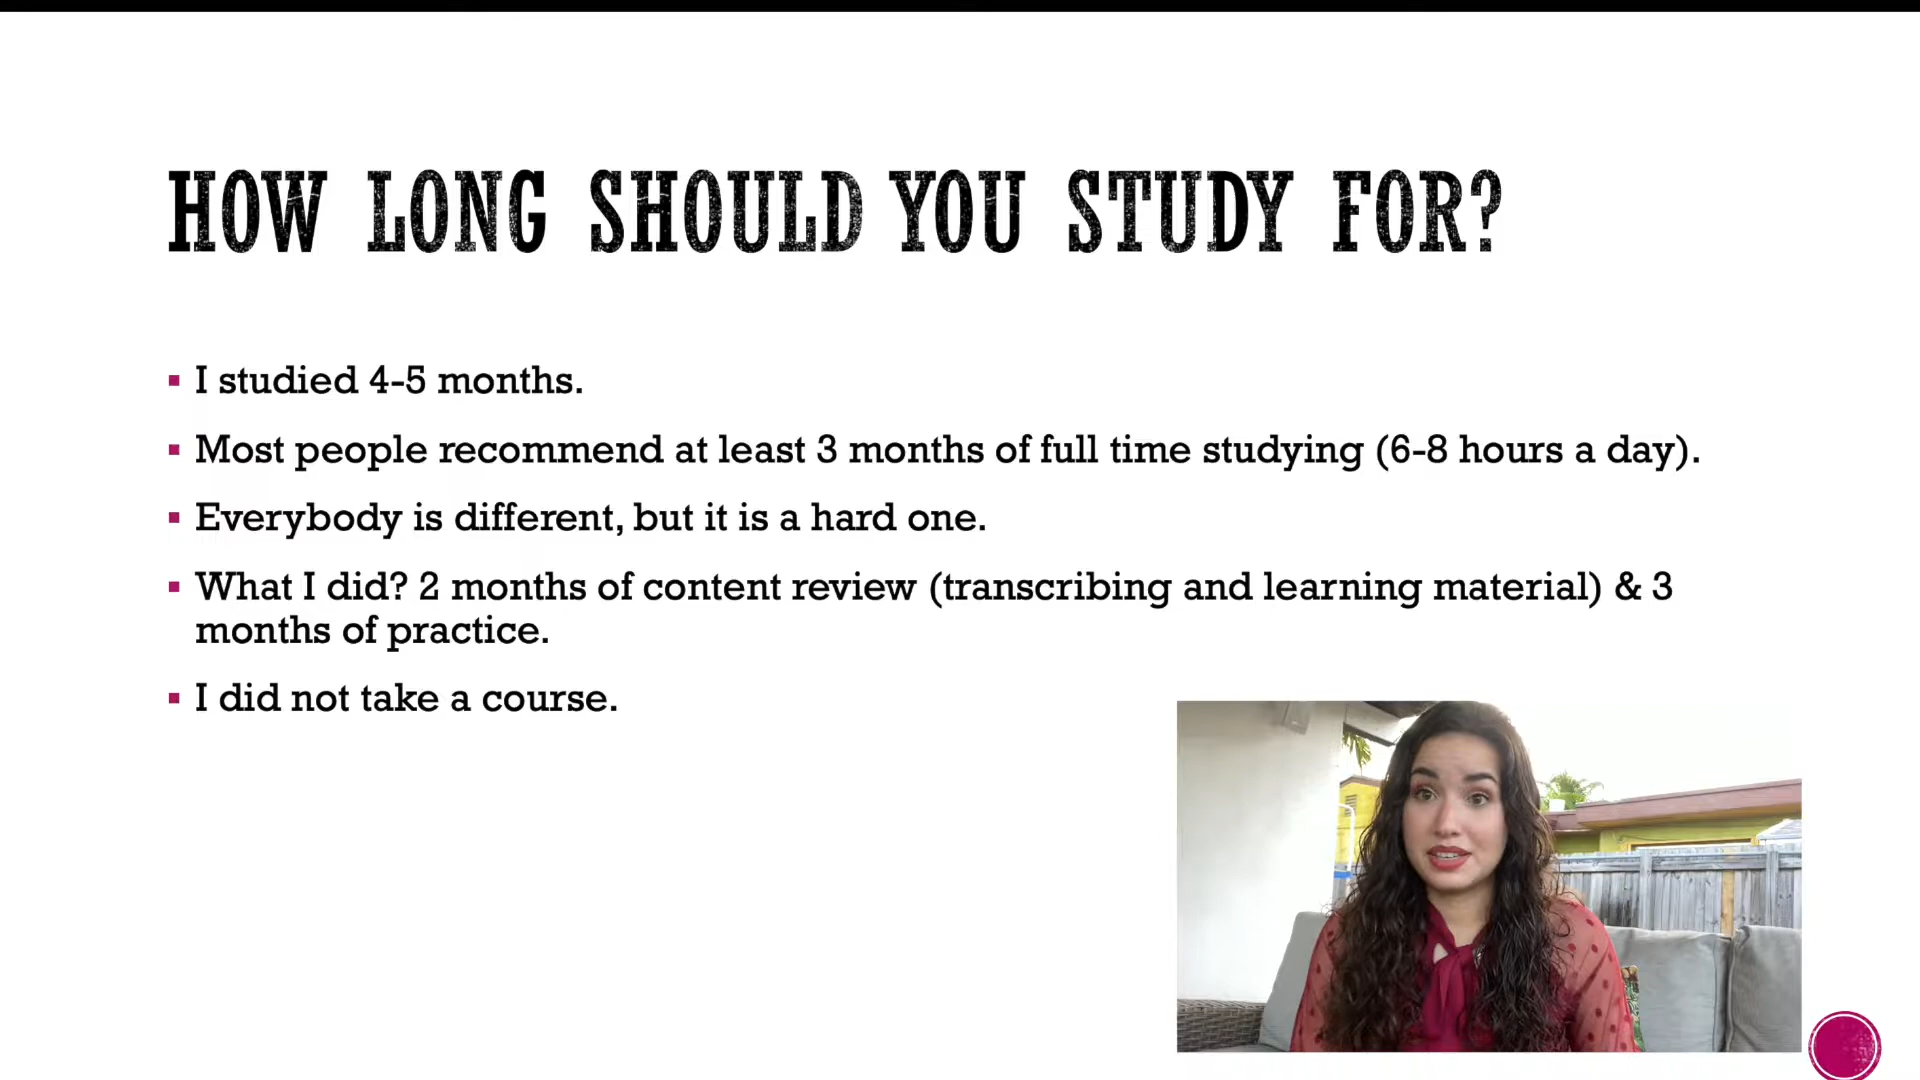 HOW LONG SHOULD YOU STUDY FOR?
I studied 4-5 months.
Most people recommend at least 3 months of full time studying (6-8 hours a day).
Everybody is different, but it is a hard one.
What I did? 2 months of content review (transcribing and learning material) & 3
months of practice.
I did not take a course.